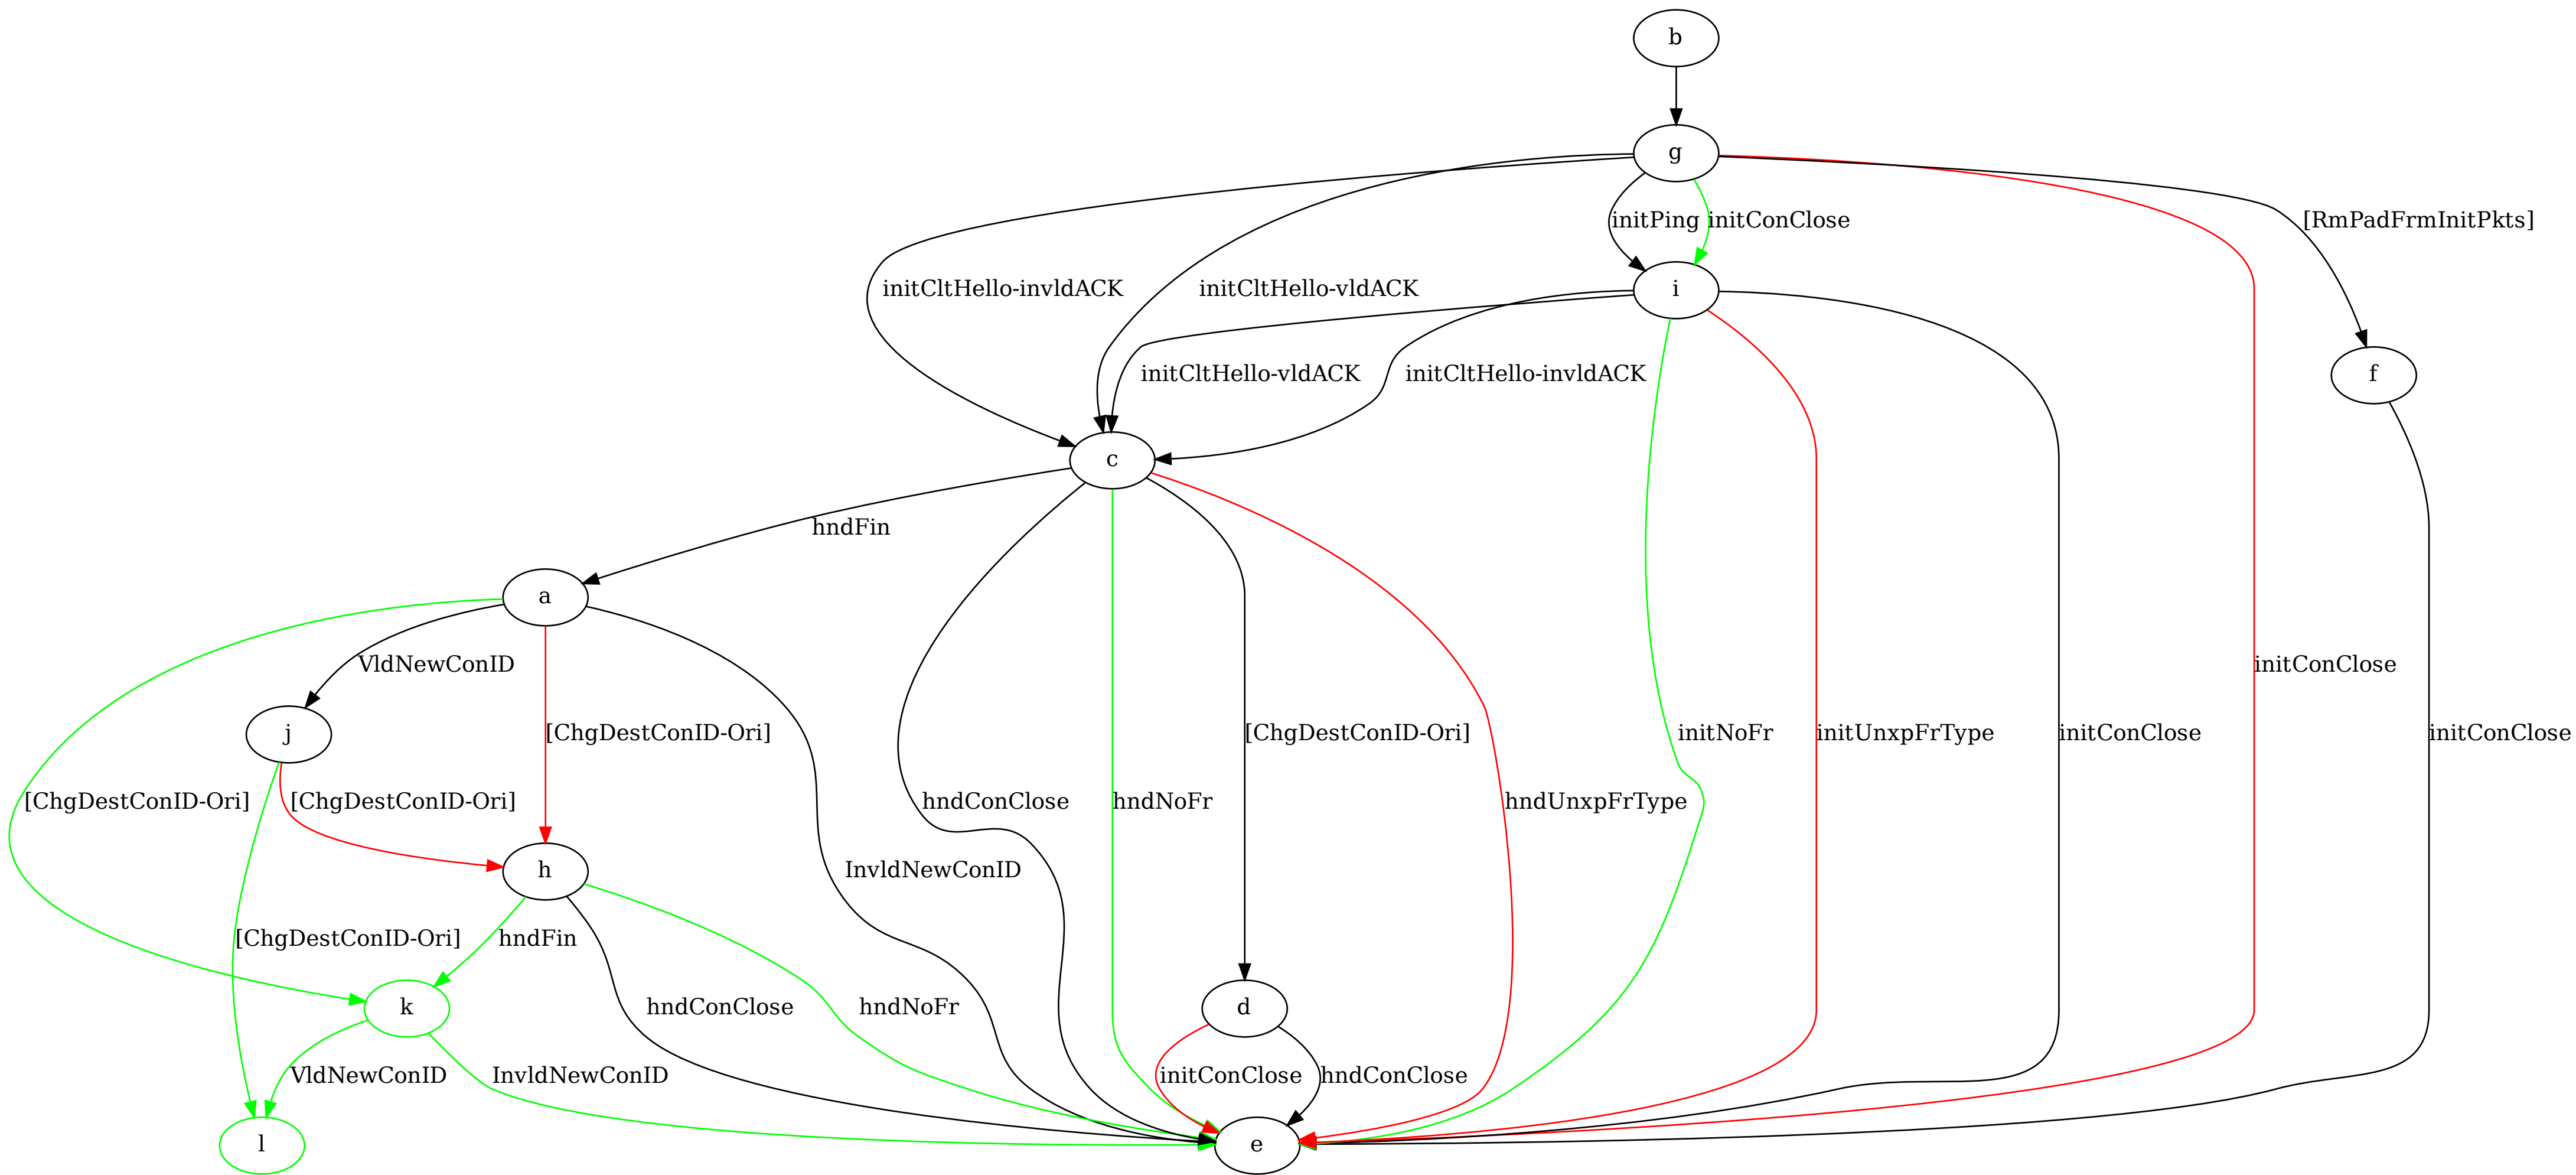 b
g
initPing
initConClose
[RmPadFrmInitPkts]
initCltHello-invldACK
initCltHello-vldACK
i
initCltHello-vldACK
initCltHello-invldACK
f
c
hndFin
a
VldNewConID
initNoFr
initUnxpFrType
initConClose
initConClose
initConClose
j
[ChgDestConID-Ori]
[ChgDestConID-Ori]
[ChgDestConID-Ori]
[ChgDestConID-Ori]
hndConClose
hndNoFr
hndUnxpFrType
h
InvldNewConID
[ChgDestConID-Ori]
hndFin
k
hndConClose
hndNoFr
d
VldNewConID
InvldNewConID
initConClose
hndConClose
l
e